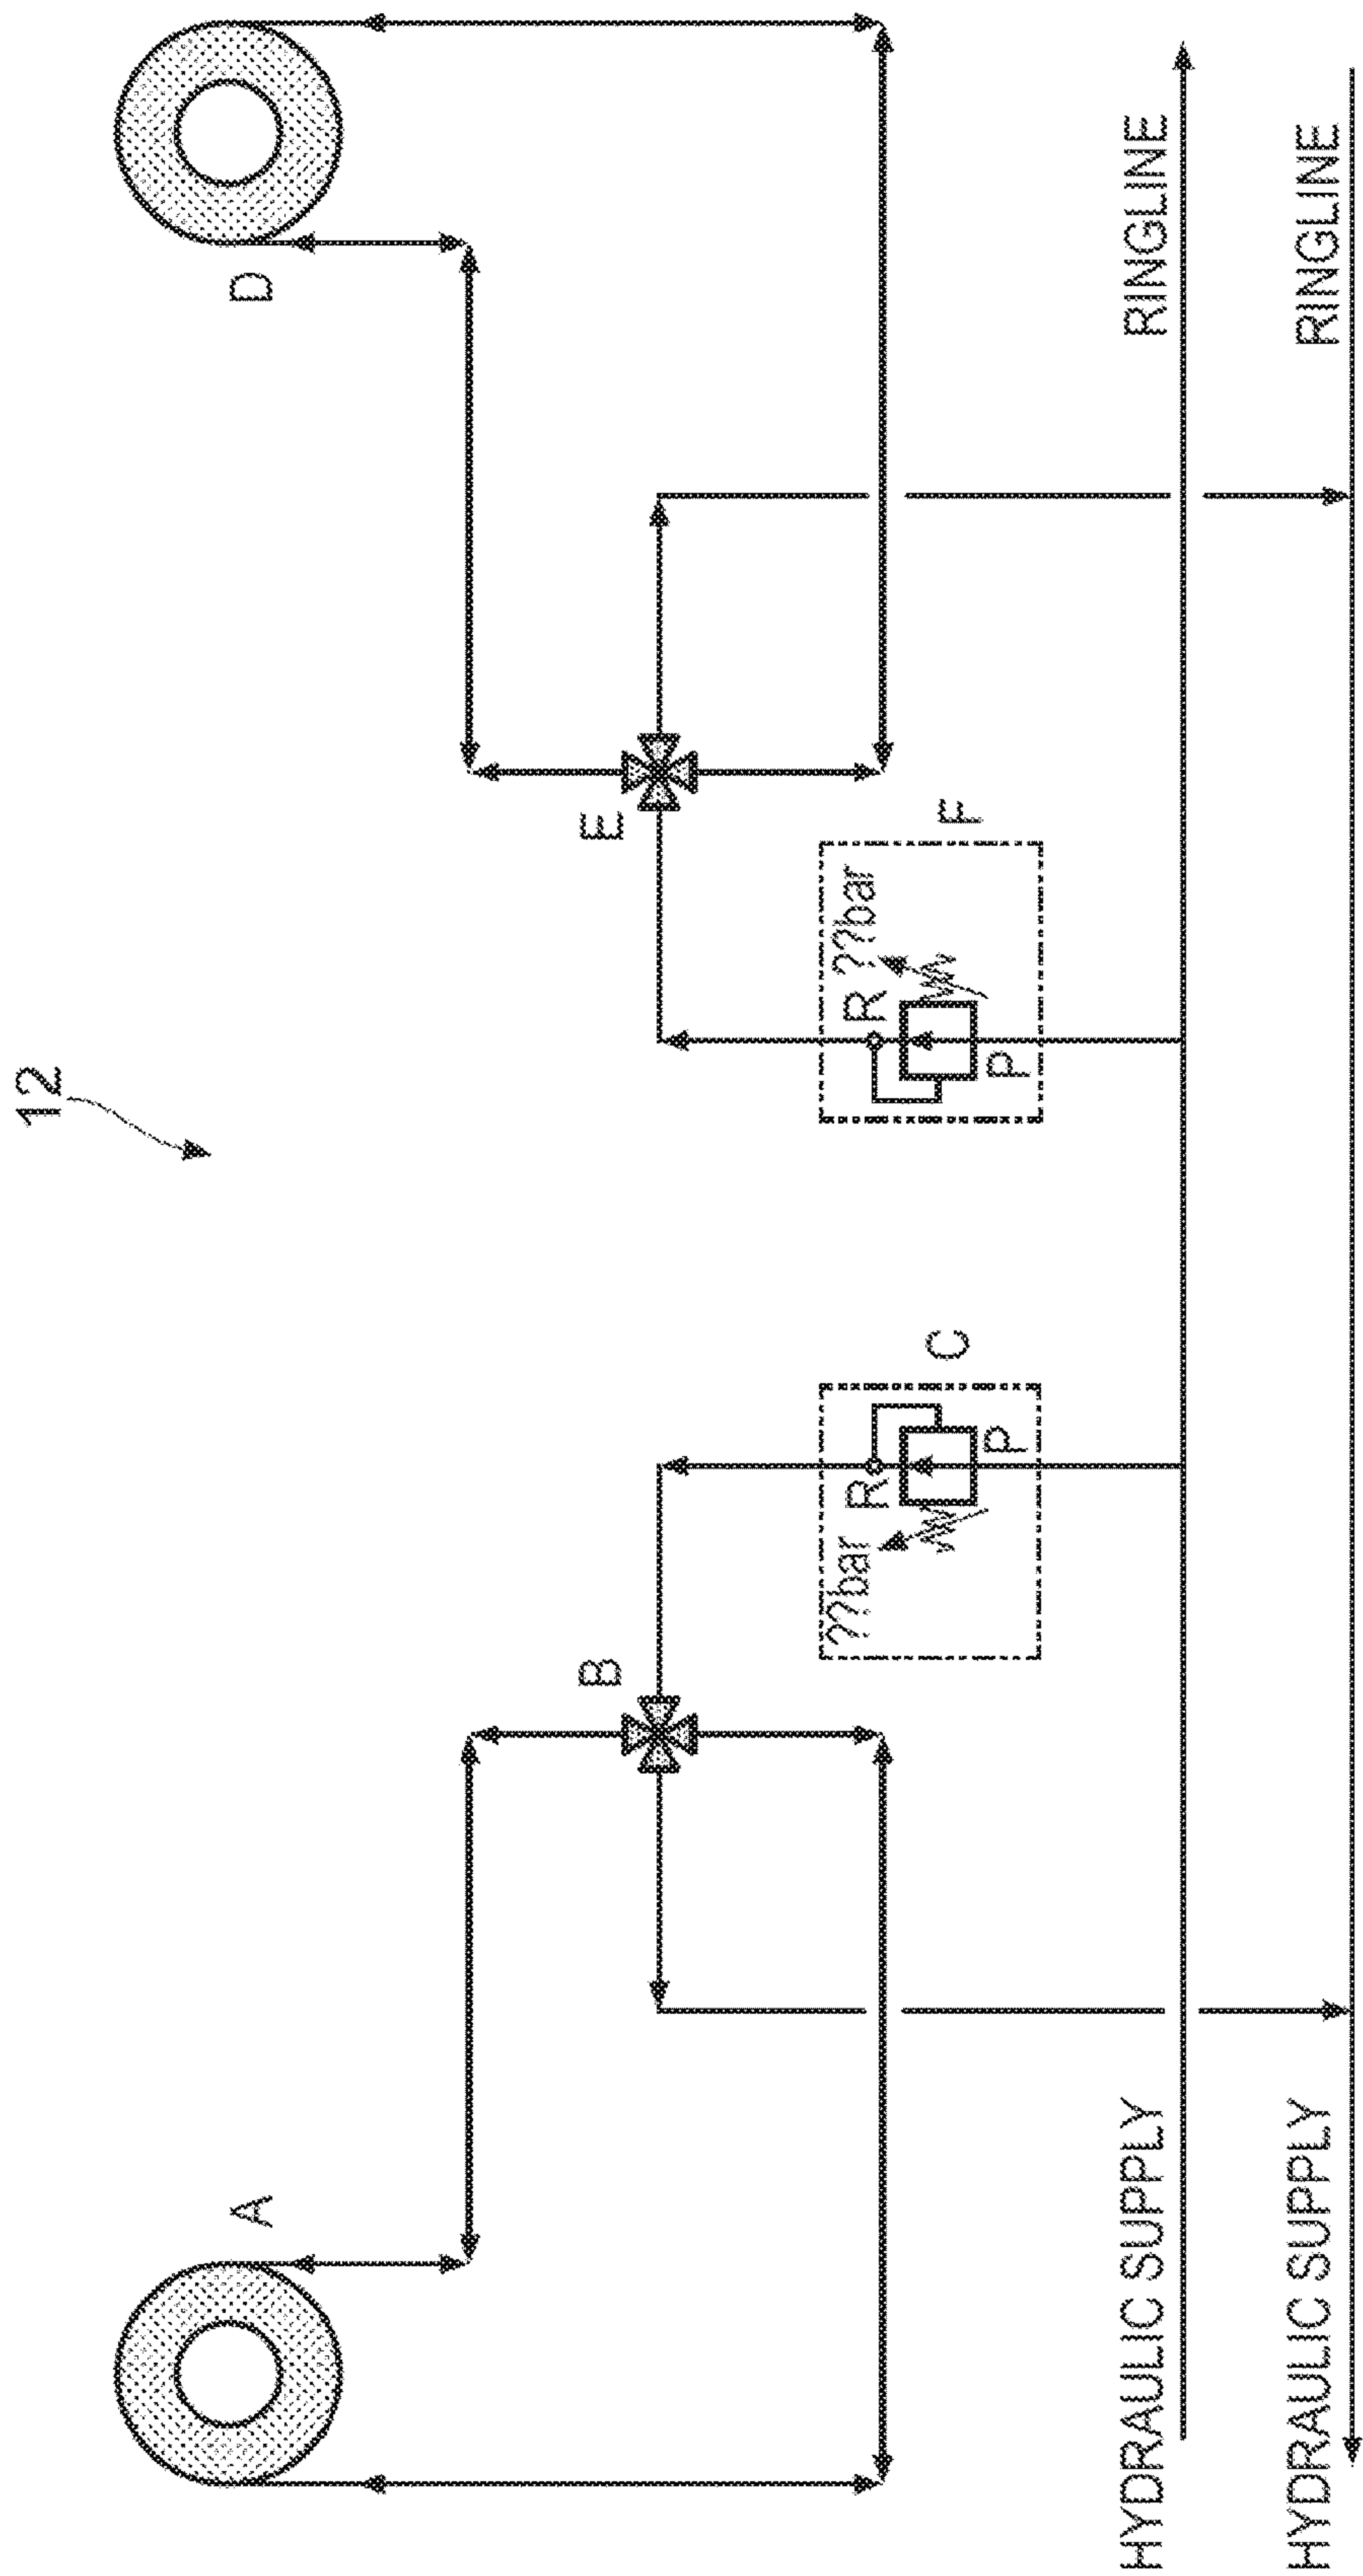 12
A
D
B
E
??bar
R
P
C
R
??bar
P
F
HYDRAULIC SUPPLY
RINGLINE
HYDRAULIC SUPPLY
RINGLINE